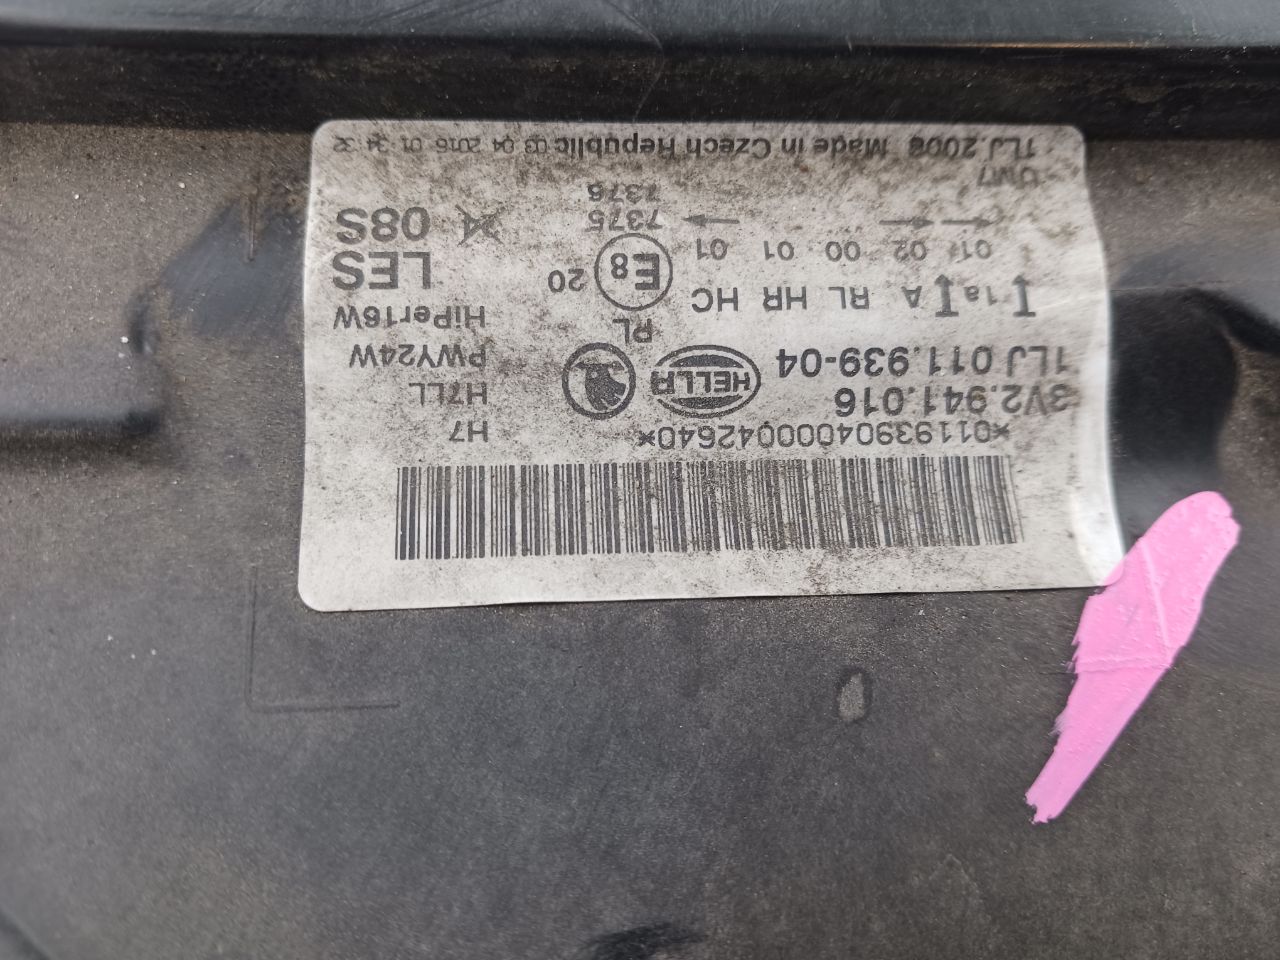 *01193904000042640*
3V2.941.016
1LJ 011.939-04
HELLA
H7
H7LL
PWY24W
HiPer16W
LES
08S
PL
1a A RL HR HC
E8
20
01 02 00 01 01
7375
7376
1LJ.2008 Made in Czech Republic 03 04 2016 01:34:32